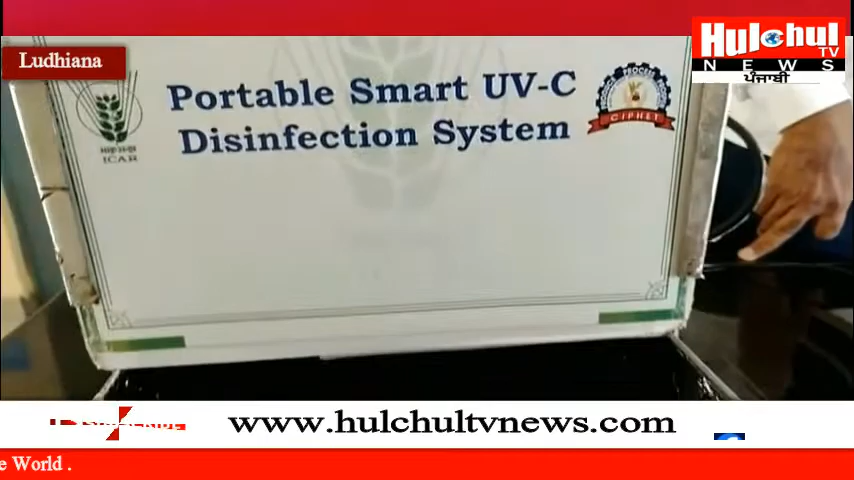 Ludhiana
Hulchul
TV
NEWS
ਪੰਜਾਬੀ
Portable Smart UV-C
Disinfection System
ICAR
CIPHET
www.hulchultvnews.com
e World .